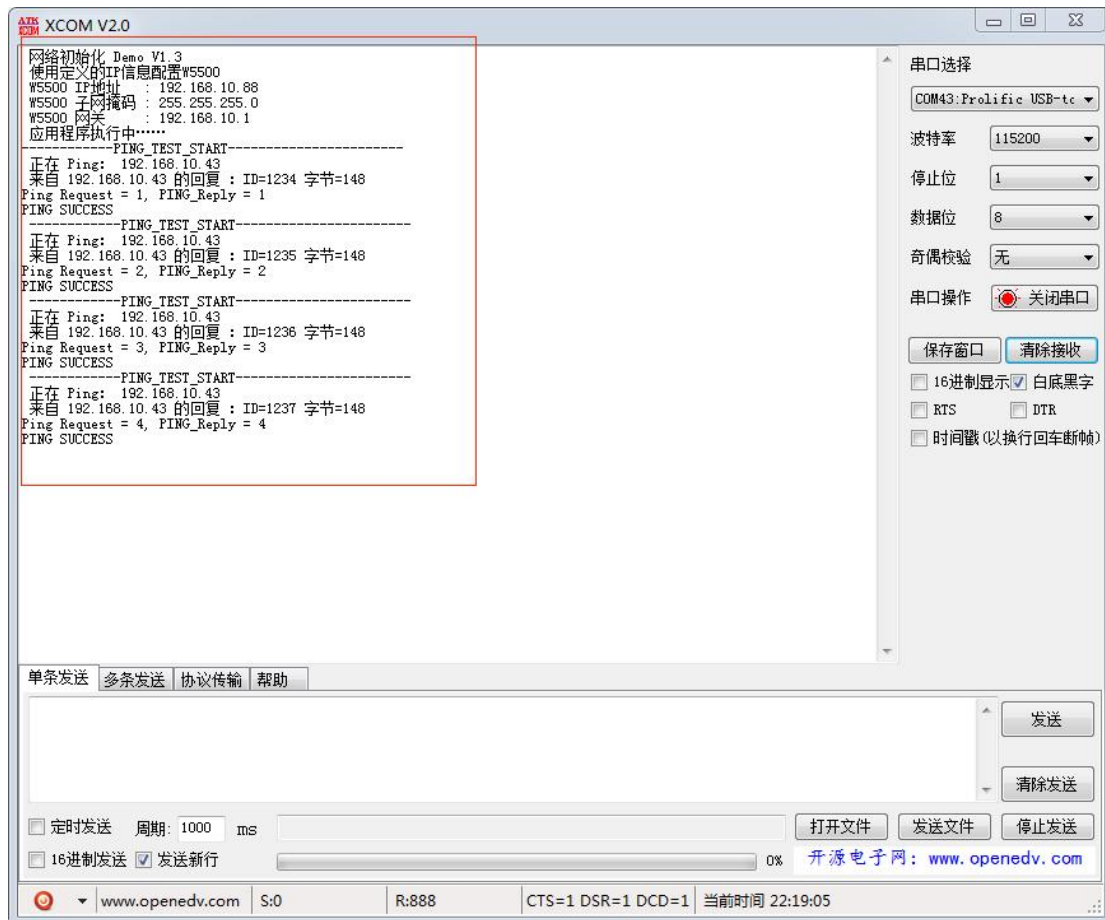 XCOM V2.0
网络初始化 Demo V1.3
使用定义的IP信息配置W5500
W5500 IP地址 : 192.168.10.88
W5500 子网掩码 : 255.255.255.0
W5500 网关 : 192.168.10.1
应用程序执行中······
------------PING_TEST_START-----------------------
正在 Ping: 192.168.10.43
来自 192.168.10.43 的回复 : ID=1234 字节=148
Ping Request = 1, PING_Reply = 1
PING SUCCESS
------------PING_TEST_START-----------------------
正在 Ping: 192.168.10.43
来自 192.168.10.43 的回复 : ID=1235 字节=148
Ping Request = 2, PING_Reply = 2
PING SUCCESS
------------PING_TEST_START-----------------------
正在 Ping: 192.168.10.43
来自 192.168.10.43 的回复 : ID=1236 字节=148
Ping Request = 3, PING_Reply = 3
PING SUCCESS
------------PING_TEST_START-----------------------
正在 Ping: 192.168.10.43
来自 192.168.10.43 的回复 : ID=1237 字节=148
Ping Request = 4, PING_Reply = 4
PING SUCCESS
串口选择
COM43:Prolific USB-to
波特率 115200
停止位 1
数据位 8
奇偶校验 无
串口操作 关闭串口
保存窗口 清除接收
16进制显示 白底黑字
RTS DTR
时间戳(以换行回车断帧)
单条发送 多条发送 协议传输 帮助
发送
清除发送
定时发送 周期: 1000 ms 打开文件 发送文件 停止发送
16进制发送 发送新行 0% 开源电子网: www.openedv.com
www.openedv.com S:0 R:888 CTS=1 DSR=1 DCD=1 当前时间 22:19:05